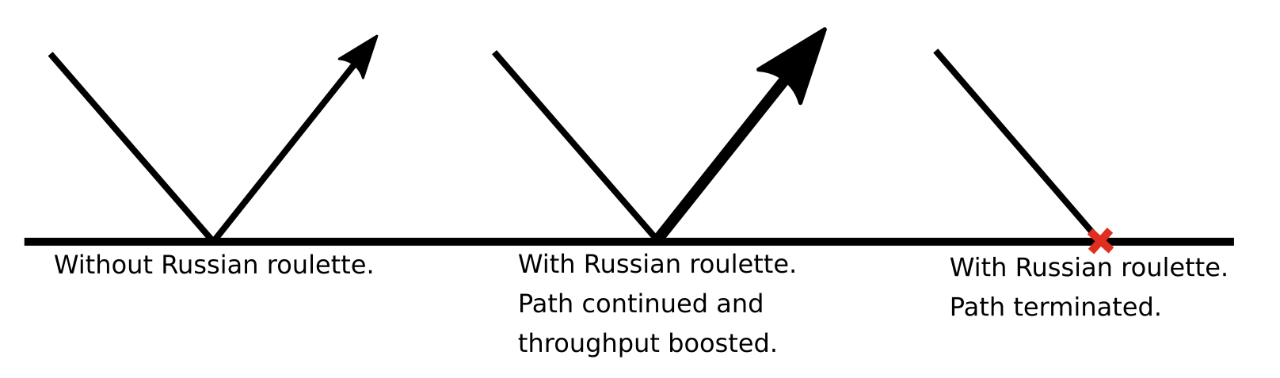 Without Russian roulette.
With Russian roulette.
Path continued and
throughput boosted.
With Russian roulette.
Path terminated.